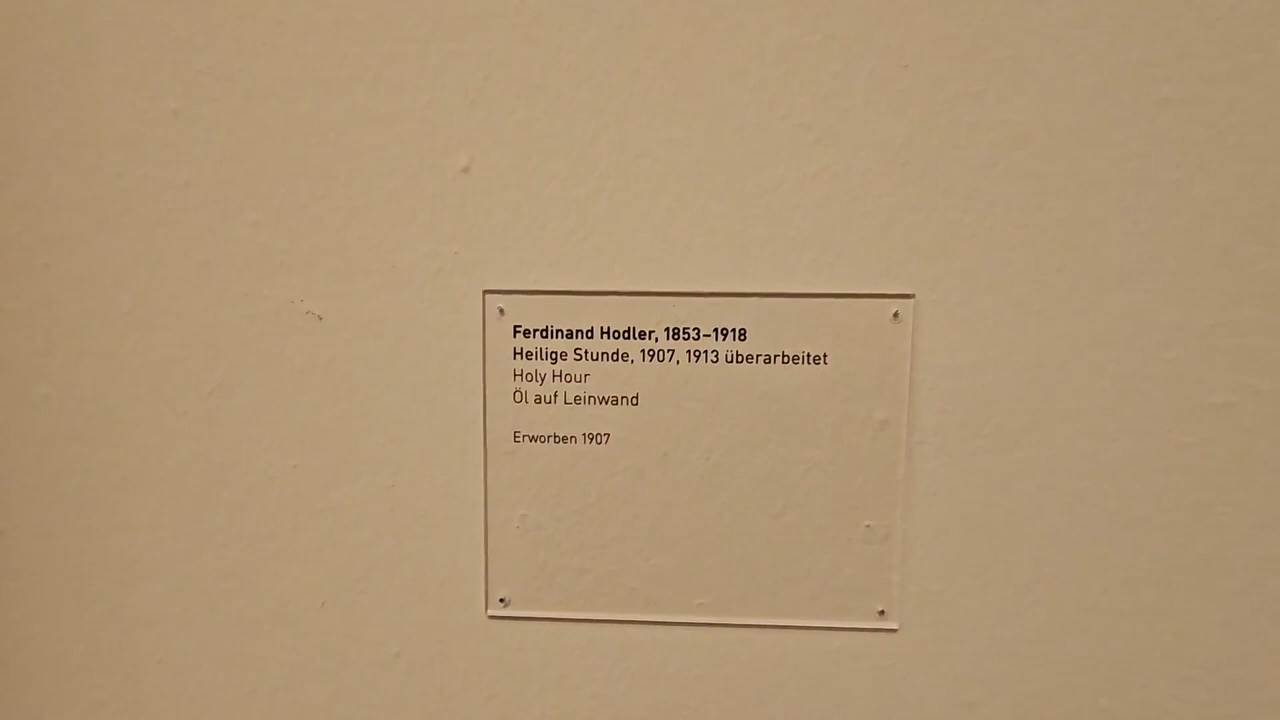 Ferdinand Hodler, 1853–1918
Heilige Stunde, 1907, 1913 überarbeitet
Holy Hour
Öl auf Leinwand
Erworben 1907